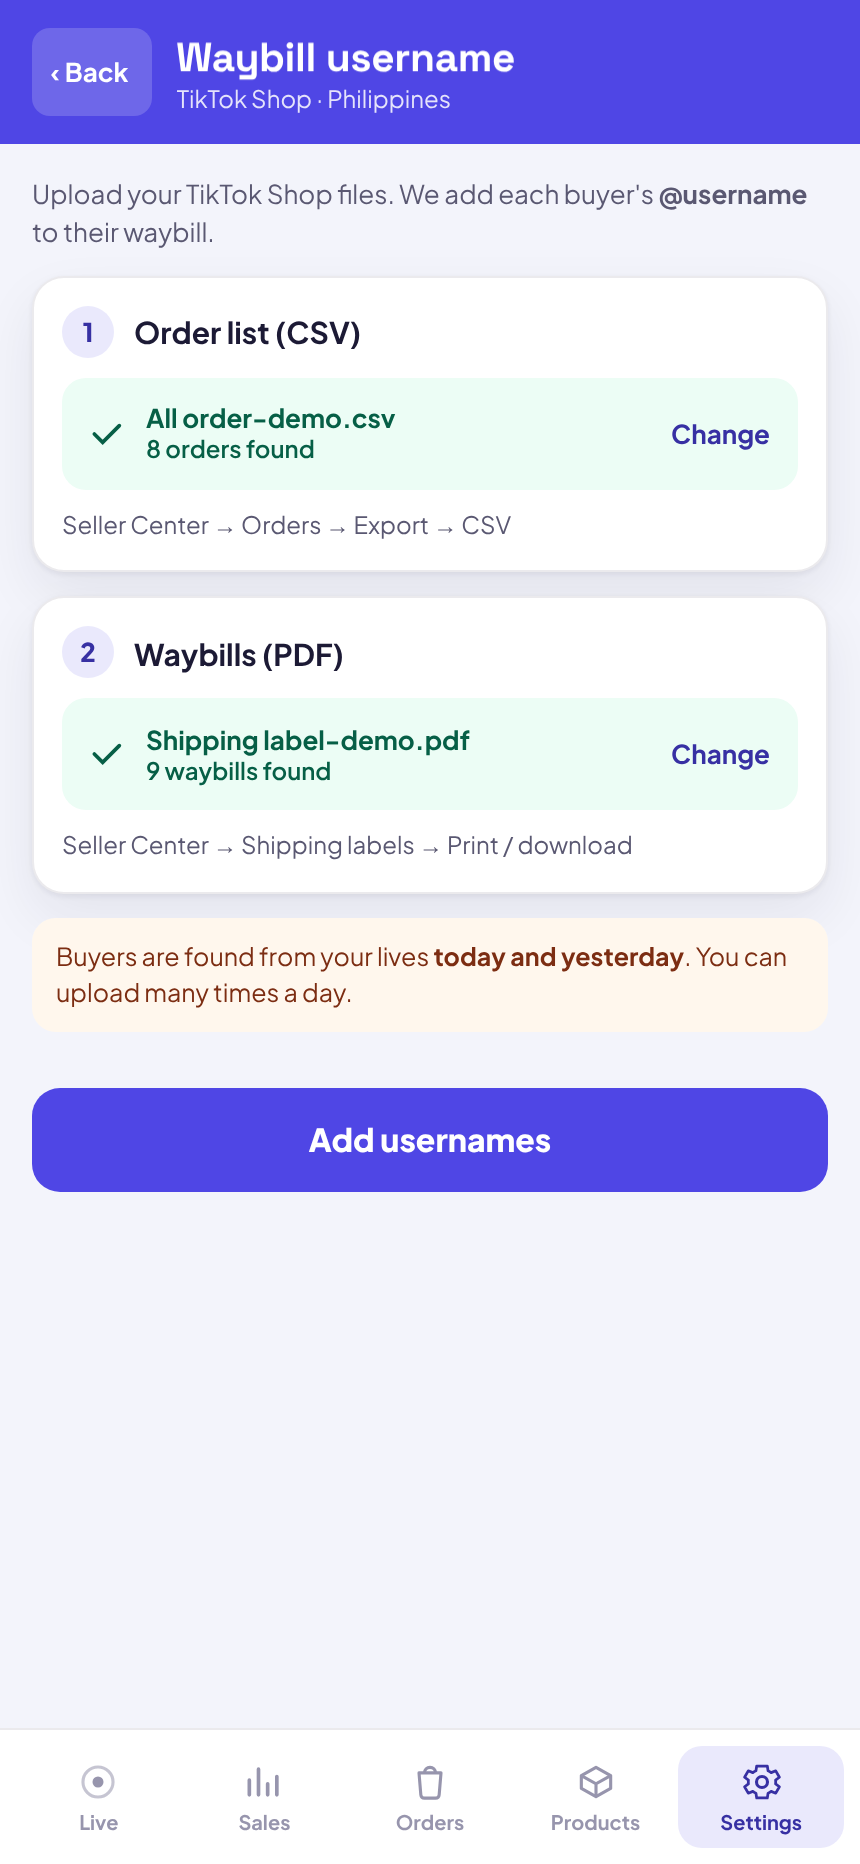 ‹ Back
Waybill username
TikTok Shop · Philippines
Upload your TikTok Shop files. We add each buyer's @username
to their waybill.
1
Order list (CSV)
All order-demo.csv
8 orders found
Change
Seller Center → Orders → Export → CSV
2
Waybills (PDF)
Shipping label-demo.pdf
9 waybills found
Change
Seller Center → Shipping labels → Print / download
Buyers are found from your lives today and yesterday. You can
upload many times a day.
Add usernames
Live
Sales
Orders
Products
Settings